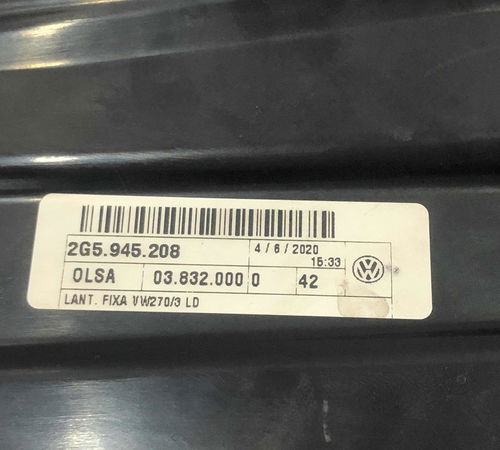 2G5.945.208 4/6/2020
15:33
OLSA 03.832.000 0 42
LANT. FIXA VW270/3 LD